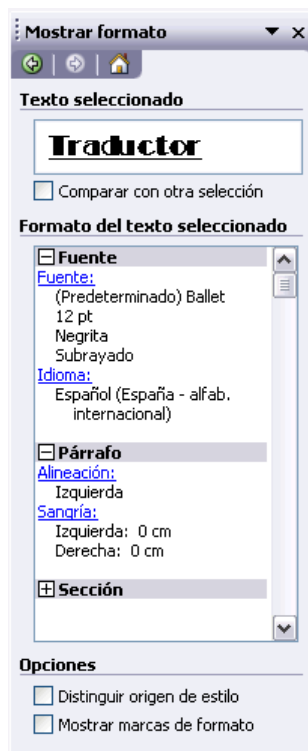 Mostrar formato
Texto seleccionado
Traductor
Comparar con otra selección
Formato del texto seleccionado
Fuente
Fuente:
(Predeterminado) Ballet
12 pt
Negrita
Subrayado
Idioma:
Español (España - alfab.
internacional)
Párrafo
Alineación:
Izquierda
Sangría:
Izquierda: 0 cm
Derecha: 0 cm
Sección
Opciones
Distinguir origen de estilo
Mostrar marcas de formato